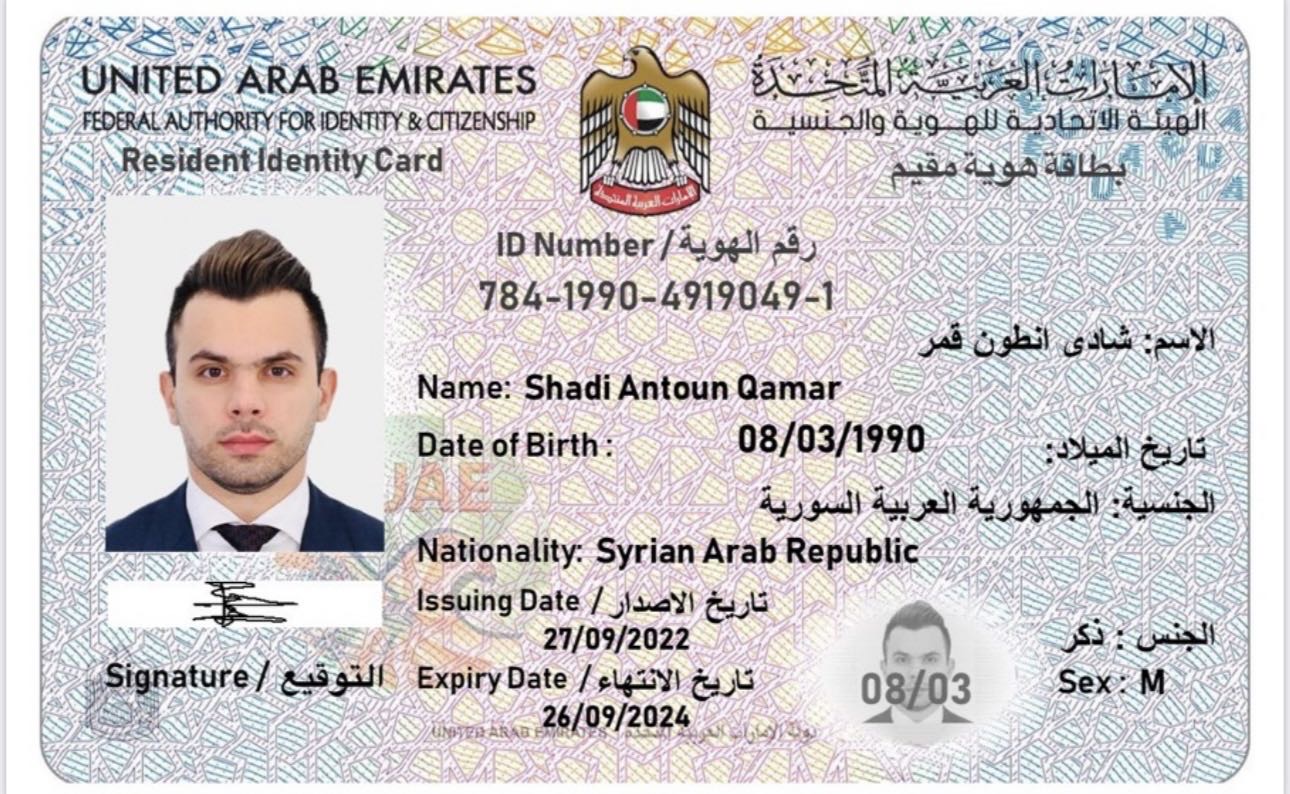 UNITED ARAB EMIRATES
الإمارات العربية المتحدة
FEDERAL AUTHORITY FOR IDENTITY & CITIZENSHIP
الهيئة الاتحادية للهوية والجنسية
Resident Identity Card
بطاقة هوية مقيم
الإمارات العربية المتحدة
ID Number / رقم الهوية
784-1990-4919049-1
الاسم: شادى انطون قمر
Name: Shadi Antoun Qamar
Date of Birth : 08/03/1990 تاريخ الميلاد:
الجنسية: الجمهورية العربية السورية
UAE
Nationality: Syrian Arab Republic
Issuing Date / تاريخ الاصدار
27/09/2022
الجنس : ذكر
Signature / التوقيع
Expiry Date / تاريخ الانتهاء
08/03
Sex : M
26/09/2024
UNITED ARAB EMIRATES دولة الامارات العربية المتحدة